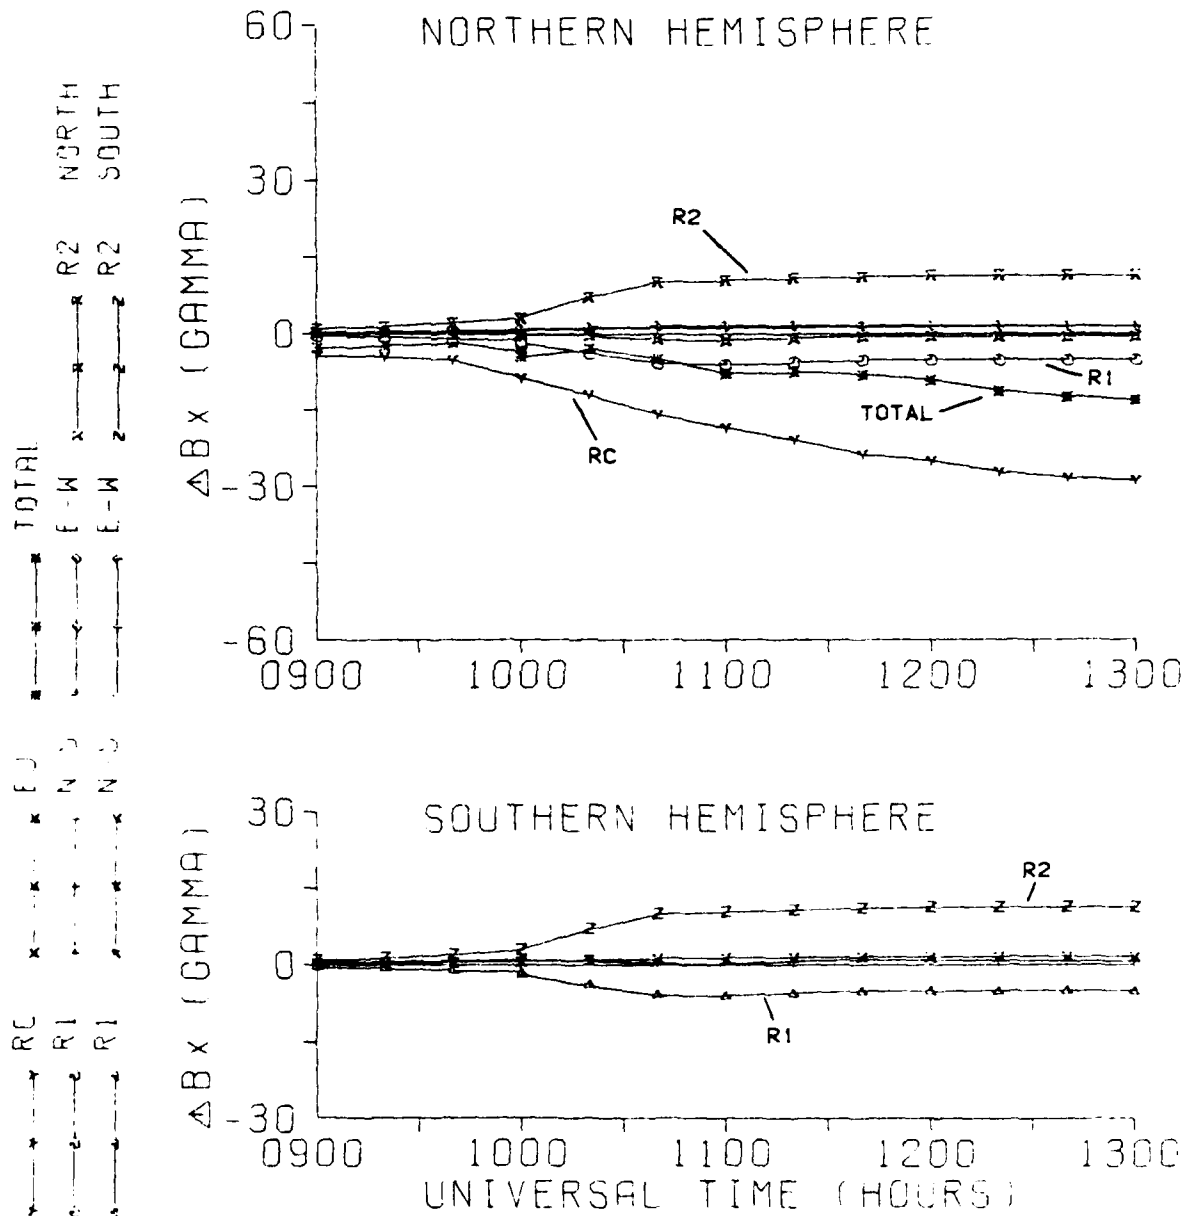 NORTHERN HEMISPHERE
60
30
0
-30
-60
ΔBx (GAMMA)
R2
R1
TOTAL
RC
0900 1000 1100 1200 1300
SOUTHERN HEMISPHERE
30
0
-30
ΔBx (GAMMA)
R2
R1
0900 1000 1100 1200 1300
UNIVERSAL TIME (HOURS)
RC EJ TOTAL
R1 E-W R2 NORTH
R1 E-W R2 SOUTH